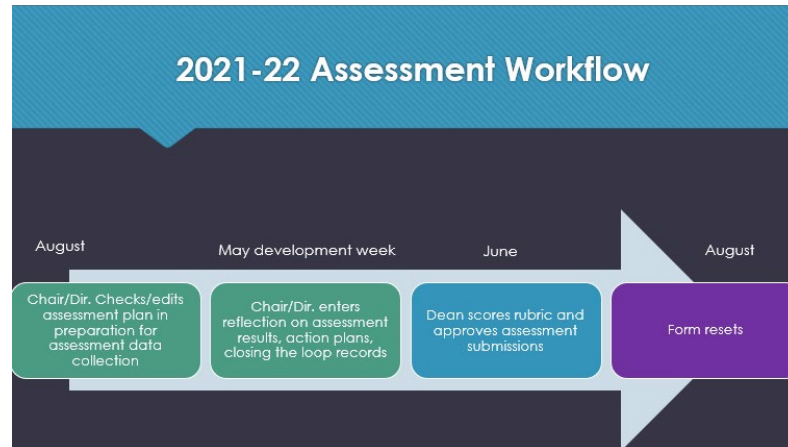 2021-22 Assessment Workflow
August
May development week
June
August
Chair/Dir. Checks/edits
assessment plan in
preparation for
assessment data
collection
Chair/Dir. enters
reflection on assessment
results, action plans,
closing the loop records
Dean scores rubric and
approves assessment
submissions
Form resets